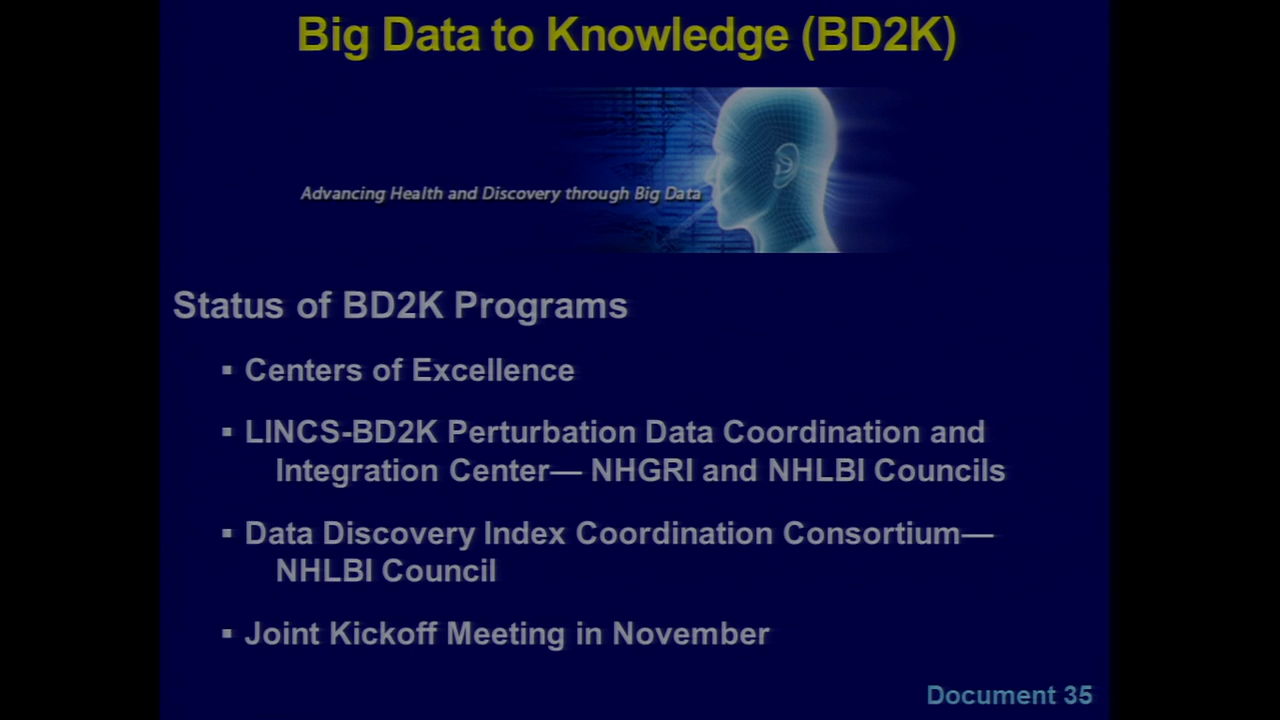 Big Data to Knowledge (BD2K)
Advancing Health and Discovery through Big Data
Status of BD2K Programs
▪ Centers of Excellence
▪ LINCS-BD2K Perturbation Data Coordination and
Integration Center— NHGRI and NHLBI Councils
▪ Data Discovery Index Coordination Consortium—
NHLBI Council
▪ Joint Kickoff Meeting in November
Document 35